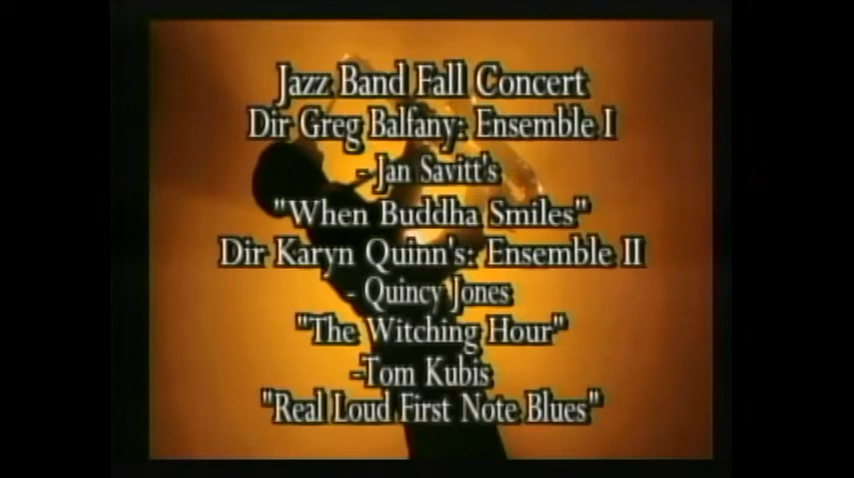 Jazz Band Fall Concert
Dir Greg Balfany: Ensemble I
- Jan Savitt's
"When Buddha Smiles"
Dir Karyn Quinn's: Ensemble II
- Quincy Jones
"The Witching Hour"
-Tom Kubis
"Real Loud First Note Blues"